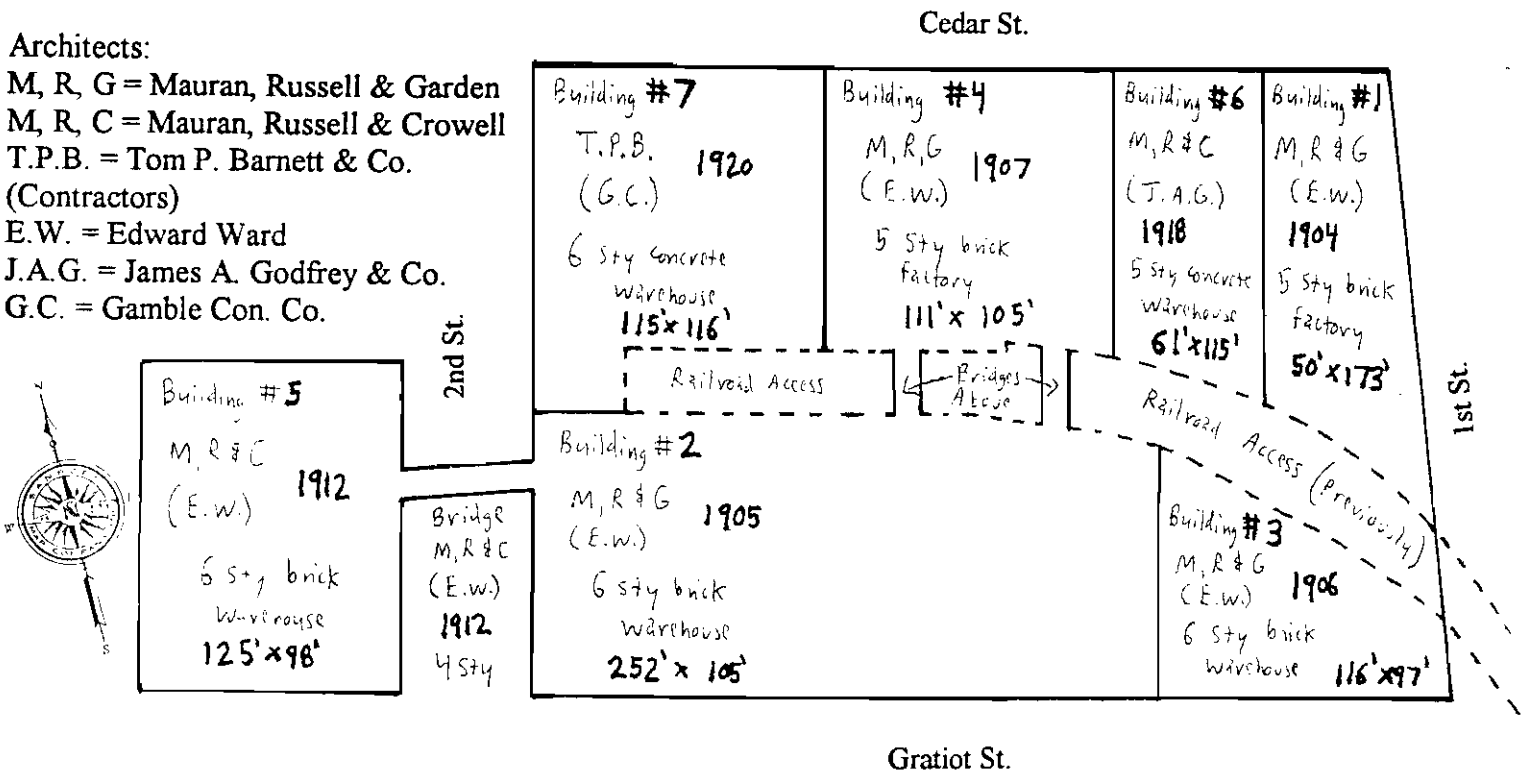 Cedar St.
Architects:
M, R, G = Mauran, Russell & Garden
M, R, C = Mauran, Russell & Crowell
T.P.B. = Tom P. Barnett & Co.
(Contractors)
E.W. = Edward Ward
J.A.G. = James A. Godfrey & Co.
G.C. = Gamble Con. Co.
Building #7
T.P.B.
(G.C.)
1920
6 Sty Concrete
Warehouse
115'x 116'
Building #4
M, R, G
(E.W.)
1907
5 Sty brick
Factory
111' x 105'
Building #6
M, R & C
(J.A.G.)
1918
5 Sty Concrete
Warehouse
61'x115'
Building #1
M, R & G
(E.W.)
1904
5 Sty brick
Factory
50'x173'
2nd St.
1st St.
Railroad Access
Bridges
Above
Railroad Access (Previously)
Building #5
M, R & C
(E.W.)
1912
6 Sty brick
Warehouse
125'x98'
Bridge
M, R & C
(E.W.)
1912
4 Sty
Building #2
M, R & G
(E.W.)
1905
6 Sty brick
Warehouse
252' x 105'
Building #3
M, R & G
(E.W.)
1906
6 Sty brick
Warehouse
116'x97'
W
S
Gratiot St.